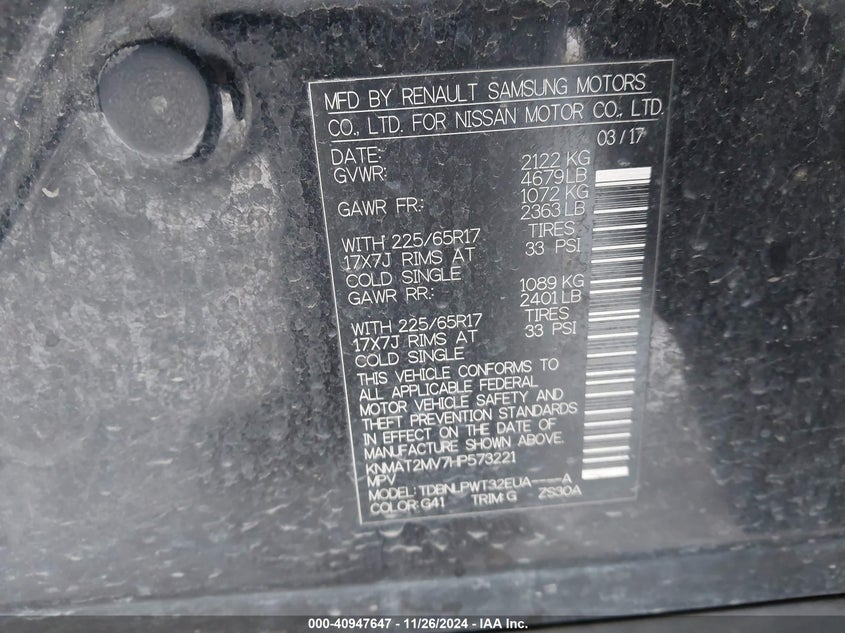 MFD BY RENAULT SAMSUNG MOTORS
CO., LTD. FOR NISSAN MOTOR CO., LTD.
DATE: 03/17
GVWR: 2122 KG
4679 LB
GAWR FR.: 1072 KG
2363 LB
WITH 225/65R17 TIRES
17X7J RIMS AT 33 PSI
COLD SINGLE
GAWR RR.: 1089 KG
2401 LB
WITH 225/65R17 TIRES
17X7J RIMS AT 33 PSI
COLD SINGLE
THIS VEHICLE CONFORMS TO
ALL APPLICABLE FEDERAL
MOTOR VEHICLE SAFETY AND
THEFT PREVENTION STANDARDS
IN EFFECT ON THE DATE OF
MANUFACTURE SHOWN ABOVE.
KNMAT2MV7HP573221
MPV
MODEL: TDBNLPWT32EUA----A
COLOR: G41 TRIM: G ZS30A
000-40947647 - 11/26/2024 - IAA Inc.